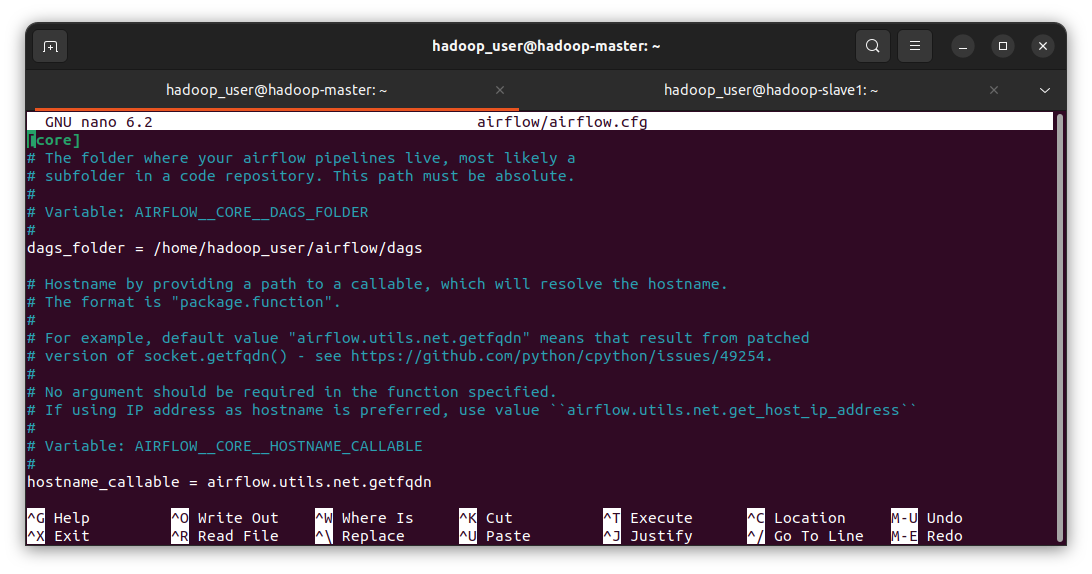 hadoop_user@hadoop-master: ~
hadoop_user@hadoop-master: ~
hadoop_user@hadoop-slave1: ~
GNU nano 6.2 airflow/airflow.cfg
[core]
# The folder where your airflow pipelines live, most likely a
# subfolder in a code repository. This path must be absolute.
#
# Variable: AIRFLOW__CORE__DAGS_FOLDER
#
dags_folder = /home/hadoop_user/airflow/dags
# Hostname by providing a path to a callable, which will resolve the hostname.
# The format is "package.function".
#
# For example, default value "airflow.utils.net.getfqdn" means that result from patched
# version of socket.getfqdn() - see https://github.com/python/cpython/issues/49254.
#
# No argument should be required in the function specified.
# If using IP address as hostname is preferred, use value ``airflow.utils.net.get_host_ip_address``
#
# Variable: AIRFLOW__CORE__HOSTNAME_CALLABLE
#
hostname_callable = airflow.utils.net.getfqdn
^G Help ^O Write Out ^W Where Is ^K Cut ^T Execute ^C Location M-U Undo
^X Exit ^R Read File ^\ Replace ^U Paste ^J Justify ^/ Go To Line M-E Redo